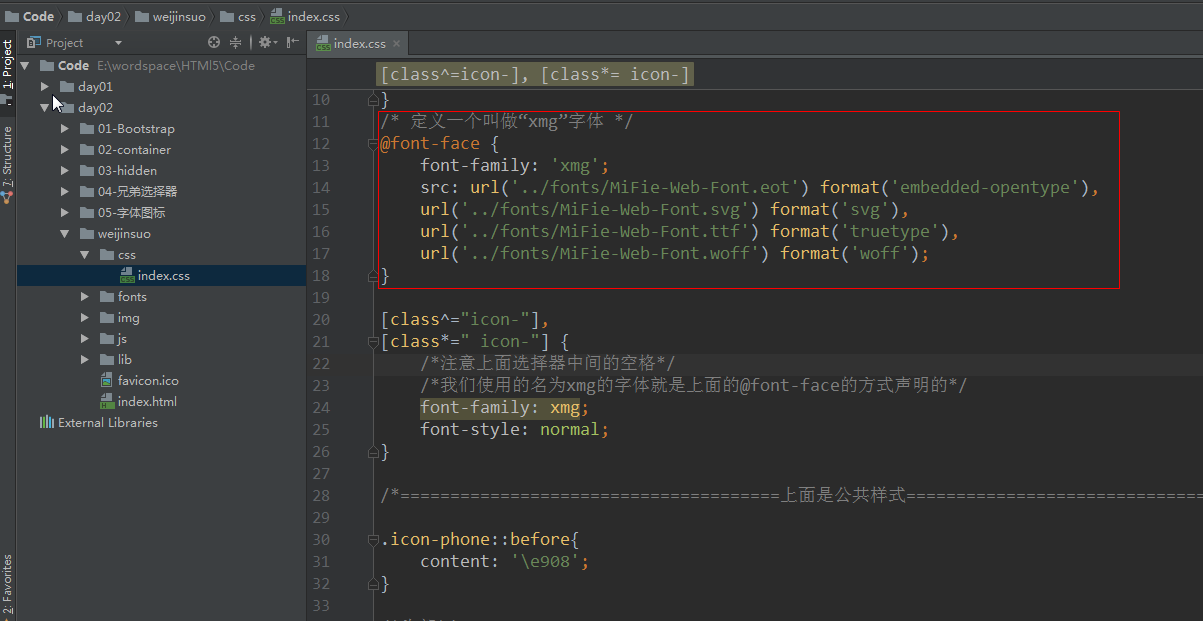 Code day02 weijinsuo css index.css
1: Project
7: Structure
2: Favorites
Project
Code E:\wordspace\HTMl5\Code
day01
day02
01-Bootstrap
02-container
03-hidden
04-兄弟选择器
05-字体图标
weijinsuo
css
index.css
fonts
img
js
lib
favicon.ico
index.html
External Libraries
index.css
[class^=icon-], [class*= icon-]
10 }
11 /* 定义一个叫做“xmg”字体 */
12 @font-face {
13 font-family: 'xmg';
14 src: url('../fonts/MiFie-Web-Font.eot') format('embedded-opentype'),
15 url('../fonts/MiFie-Web-Font.svg') format('svg'),
16 url('../fonts/MiFie-Web-Font.ttf') format('truetype'),
17 url('../fonts/MiFie-Web-Font.woff') format('woff');
18 }
19
20 [class^="icon-"],
21 [class*=" icon-"] {
22 /*注意上面选择器中间的空格*/
23 /*我们使用的名为xmg的字体就是上面的@font-face的方式声明的*/
24 font-family: xmg;
25 font-style: normal;
26 }
27
28 /*======================================上面是公共样式==============================
29
30 .icon-phone::before{
31 content: '\e908';
32 }
33